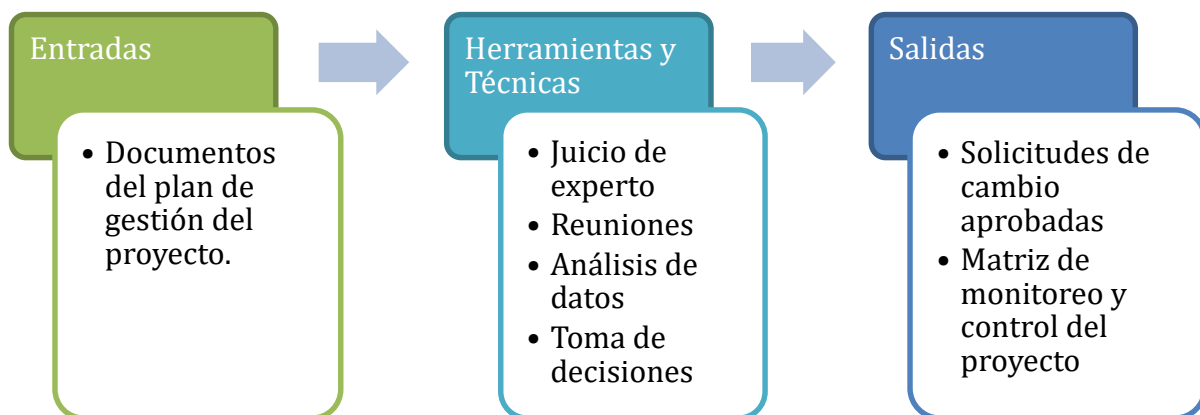 Entradas
• Documentos
del plan de
gestión del
proyecto.
Herramientas y
Técnicas
• Juicio de
experto
• Reuniones
• Análisis de
datos
• Toma de
decisiones
Salidas
• Solicitudes de
cambio
aprobadas
• Matriz de
monitoreo y
control del
proyecto